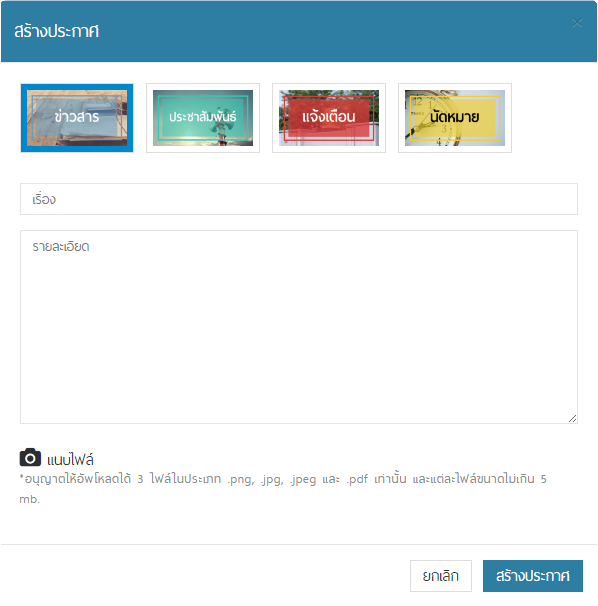 สร้างประกาศ
ข่าวสาร
ประชาสัมพันธ์
แจ้งเตือน
นัดหมาย
เรื่อง
รายละเอียด
แนบไฟล์
*อนุญาตให้อัพโหลดได้ 3 ไฟล์ในประเภท .png, .jpg, .jpeg และ .pdf เท่านั้น และแต่ละไฟล์ขนาดไม่เกิน 5
mb.
ยกเลิก
สร้างประกาศ